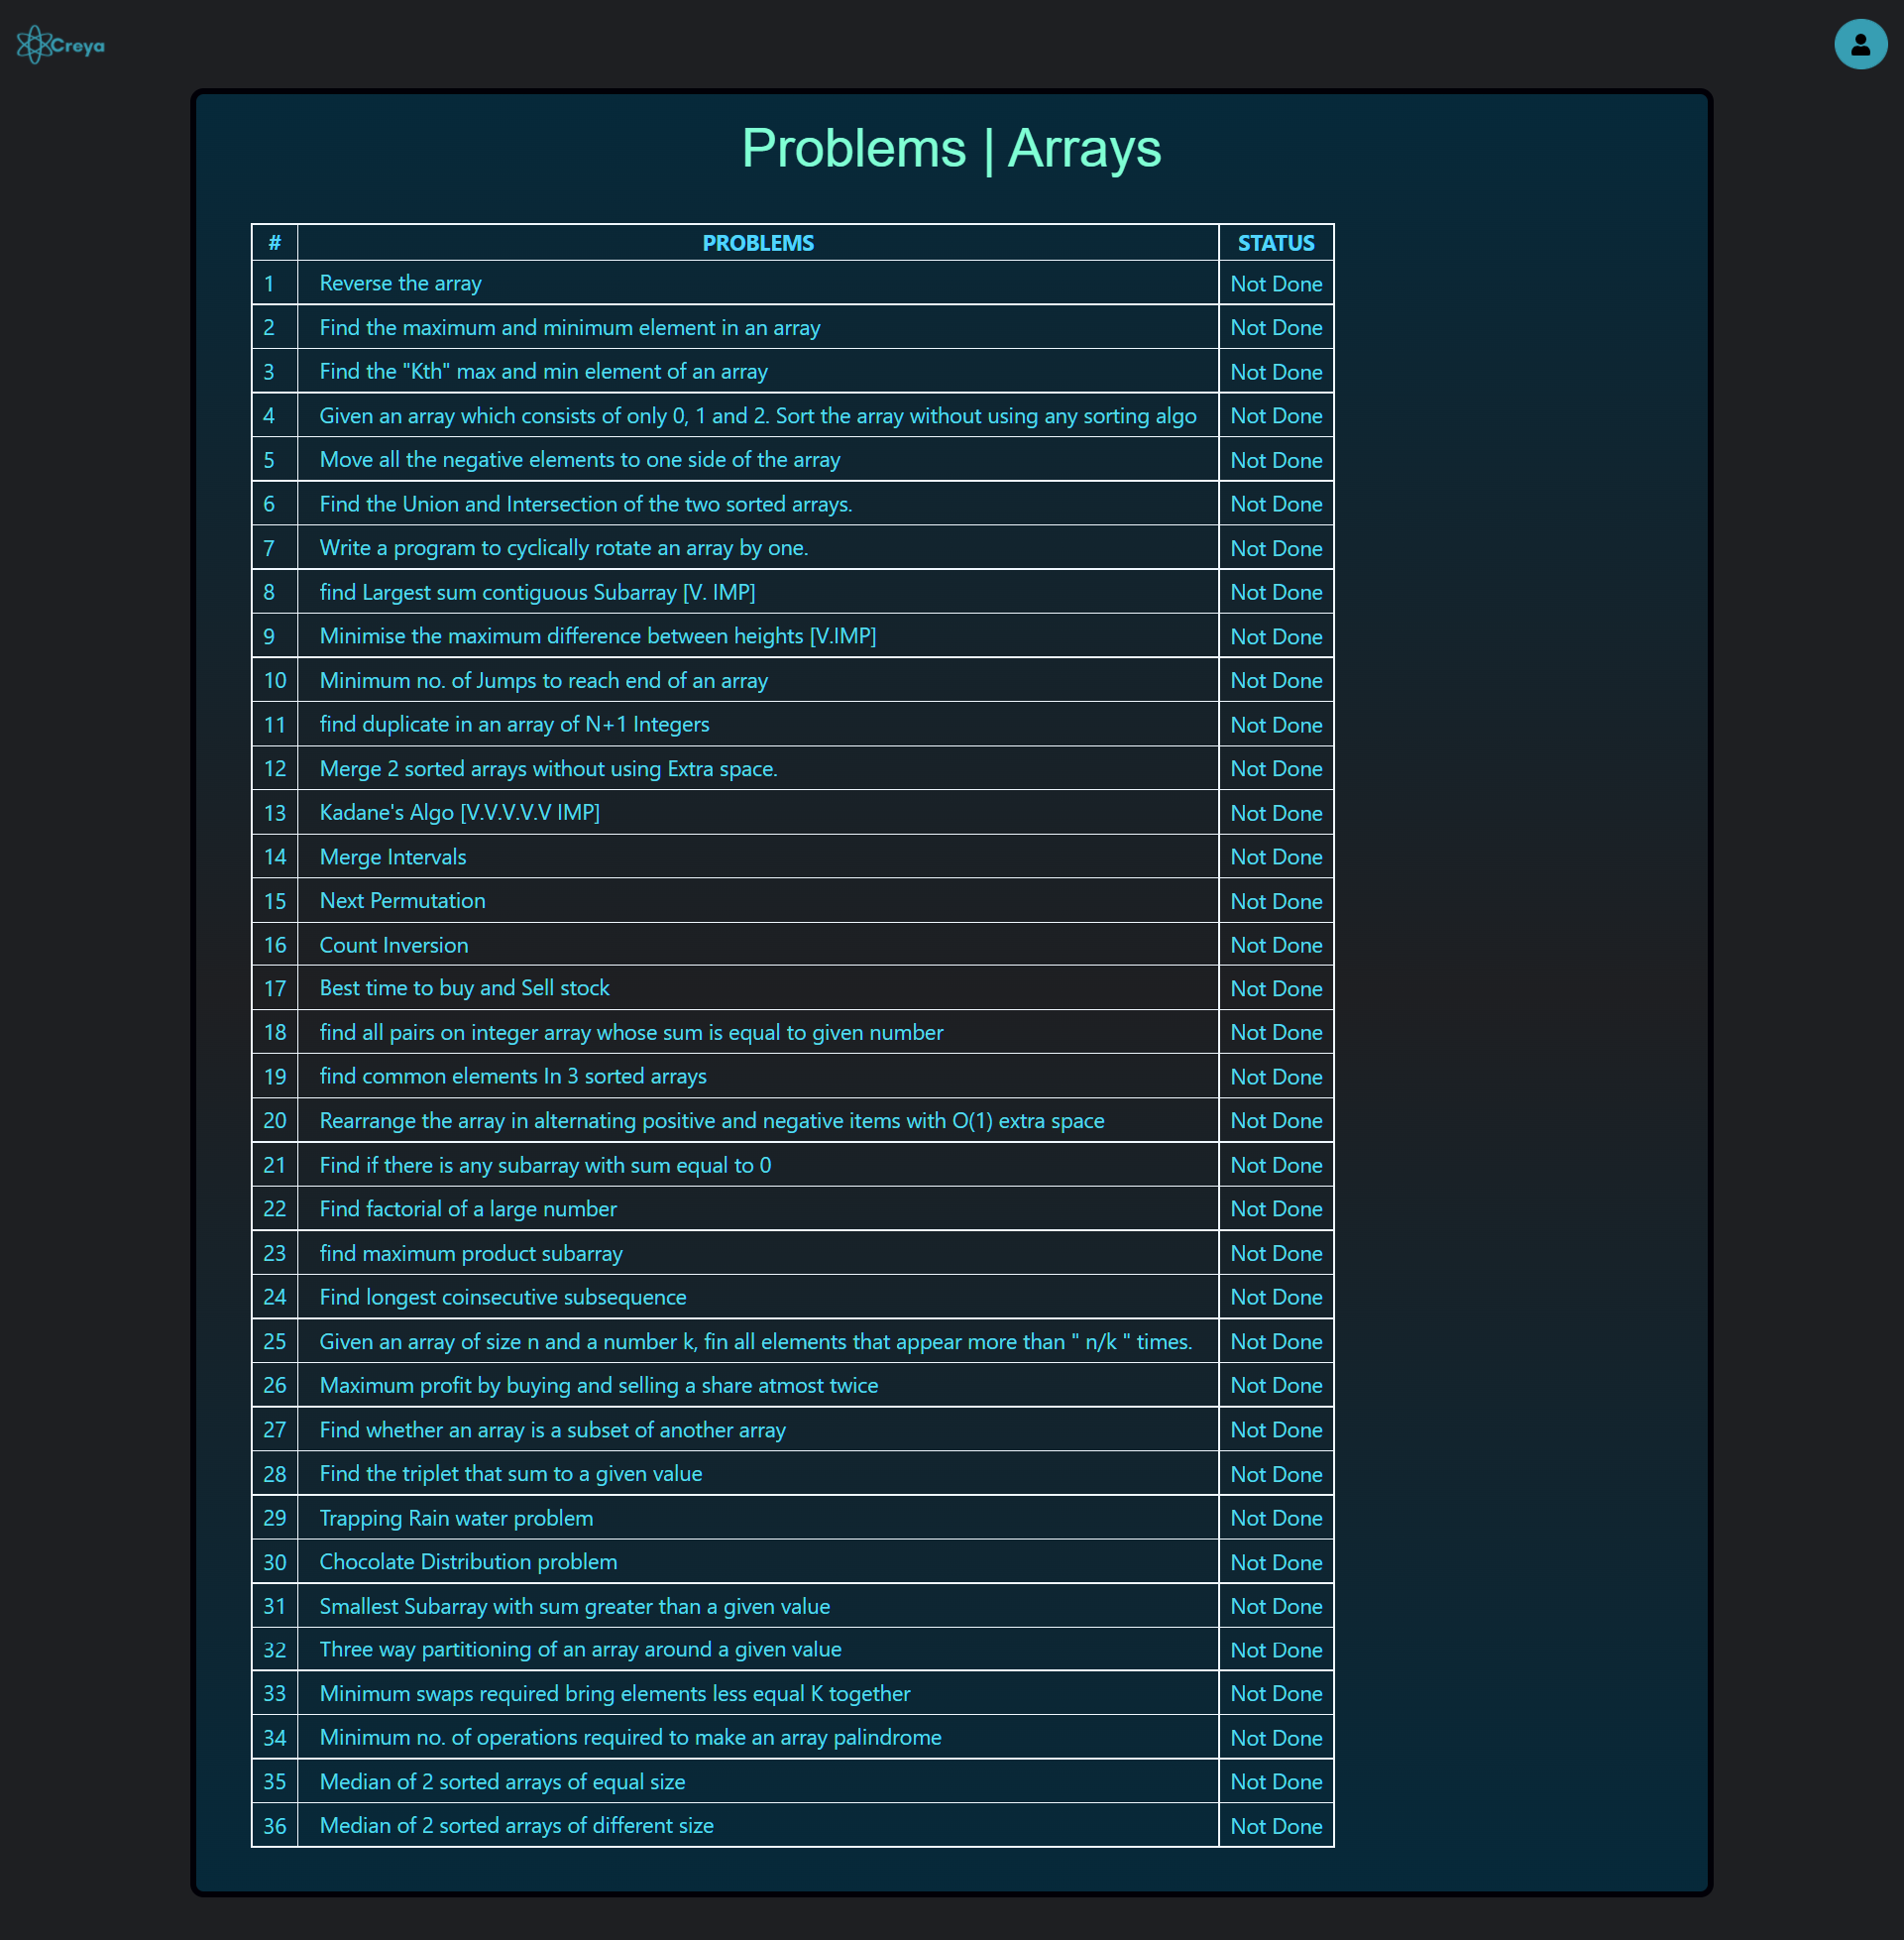 Creya
Problems | Arrays
# PROBLEMS STATUS
1 Reverse the array Not Done
2 Find the maximum and minimum element in an array Not Done
3 Find the "Kth" max and min element of an array Not Done
4 Given an array which consists of only 0, 1 and 2. Sort the array without using any sorting algo Not Done
5 Move all the negative elements to one side of the array Not Done
6 Find the Union and Intersection of the two sorted arrays. Not Done
7 Write a program to cyclically rotate an array by one. Not Done
8 find Largest sum contiguous Subarray [V. IMP] Not Done
9 Minimise the maximum difference between heights [V.IMP] Not Done
10 Minimum no. of Jumps to reach end of an array Not Done
11 find duplicate in an array of N+1 Integers Not Done
12 Merge 2 sorted arrays without using Extra space. Not Done
13 Kadane's Algo [V.V.V.V.V IMP] Not Done
14 Merge Intervals Not Done
15 Next Permutation Not Done
16 Count Inversion Not Done
17 Best time to buy and Sell stock Not Done
18 find all pairs on integer array whose sum is equal to given number Not Done
19 find common elements In 3 sorted arrays Not Done
20 Rearrange the array in alternating positive and negative items with O(1) extra space Not Done
21 Find if there is any subarray with sum equal to 0 Not Done
22 Find factorial of a large number Not Done
23 find maximum product subarray Not Done
24 Find longest coinsecutive subsequence Not Done
25 Given an array of size n and a number k, fin all elements that appear more than " n/k " times. Not Done
26 Maximum profit by buying and selling a share atmost twice Not Done
27 Find whether an array is a subset of another array Not Done
28 Find the triplet that sum to a given value Not Done
29 Trapping Rain water problem Not Done
30 Chocolate Distribution problem Not Done
31 Smallest Subarray with sum greater than a given value Not Done
32 Three way partitioning of an array around a given value Not Done
33 Minimum swaps required bring elements less equal K together Not Done
34 Minimum no. of operations required to make an array palindrome Not Done
35 Median of 2 sorted arrays of equal size Not Done
36 Median of 2 sorted arrays of different size Not Done